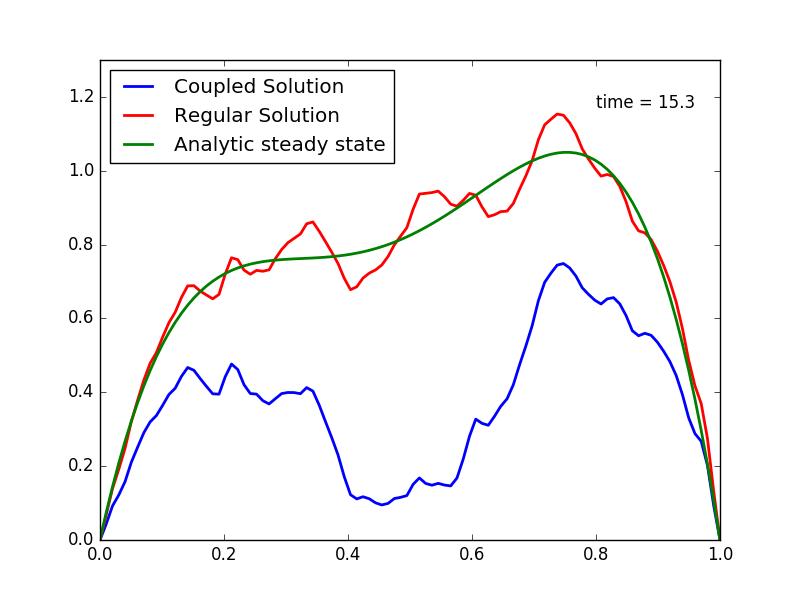 Coupled Solution
Regular Solution
Analytic steady state
time = 15.3
1.2
1.0
0.8
0.6
0.4
0.2
0.0
0.0 0.2 0.4 0.6 0.8 1.0